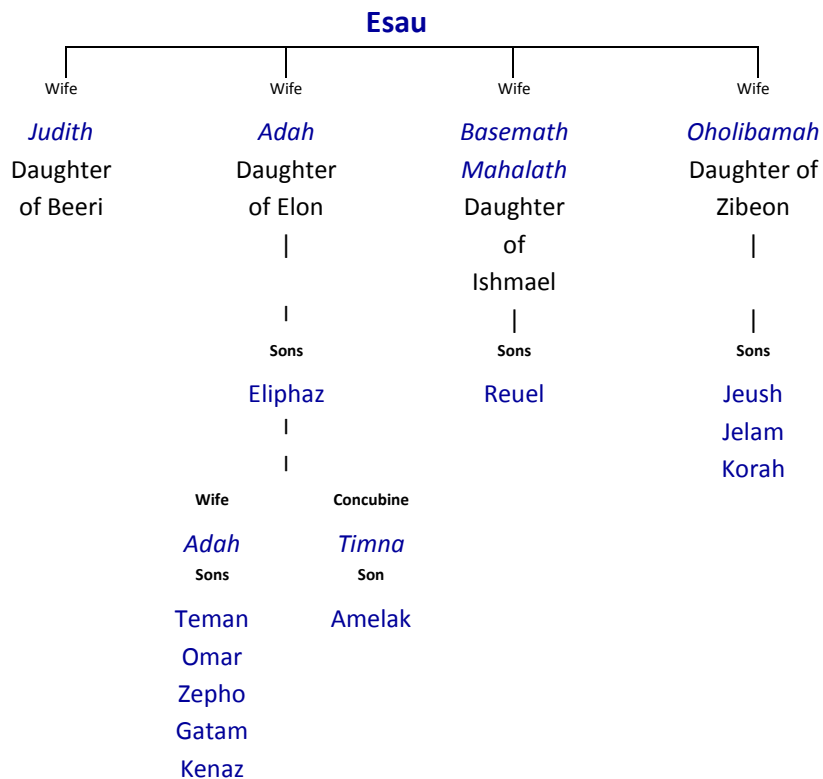 Esau
Wife Wife Wife Wife
Judith Adah Basemath Oholibamah
Daughter Daughter Mahalath Daughter of
of Beeri of Elon Daughter Zibeon
| of |
Ishmael
| | |
Sons Sons Sons
Eliphaz Reuel Jeush
| Jelam
| Korah
Wife Concubine
Adah Timna
Sons Son
Teman Amelak
Omar
Zepho
Gatam
Kenaz